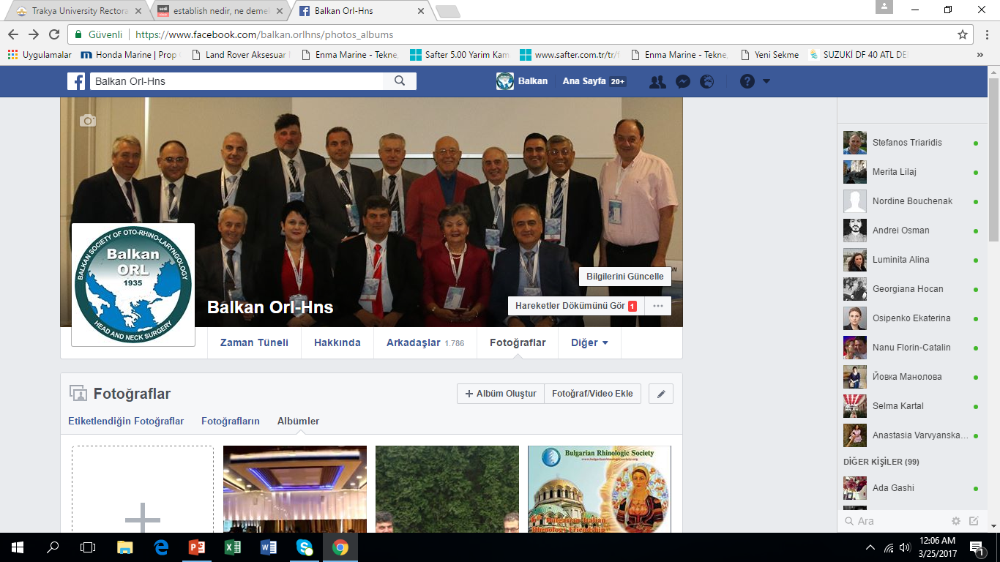 Trakya University Rectora
establish nedir, ne demel
Balkan Orl-Hns
Güvenli
https://www.facebook.com/balkan.orlhns/photos_albums
Uygulamalar
Honda Marine | Prop
Land Rover Aksesuar
Enma Marine - Tekne,
Safter 5.00 Yarim Kam
www.safter.com.tr/tr/f
Enma Marine - Tekne,
Yeni Sekme
SUZUKİ DF 40 ATL DE
Balkan Orl-Hns
Balkan
Ana Sayfa 20+
BALKAN SOCIETY OF OTO-RHINO-LARYNGOLOGY
Balkan
ORL
1935
HEAD AND NECK SURGERY
Balkan Orl-Hns
Bilgilerini Güncelle
Hareketler Dökümünü Gör 1
Zaman Tüneli
Hakkında
Arkadaşlar 1.786
Fotoğraflar
Diğer
Fotoğraflar
Albüm Oluştur
Fotoğraf/Video Ekle
Etiketlendiğin Fotoğraflar
Fotoğrafların
Albümler
Bulgarian Rhinologic Society
www.bulgarianrhinologicsociety.org
Bulgarian-Italian
Rhinology Friendship
Stefanos Triaridis
Merita Lilaj
Nordine Bouchenak
Andrei Osman
Luminita Alina
Georgiana Hocan
Osipenko Ekaterina
Nanu Florin-Catalin
Йовка Манолова
Selma Kartal
Anastasia Varvyanska...
DİĞER KİŞİLER (99)
Ada Gashi
Ara
12:06 AM
3/25/2017
1